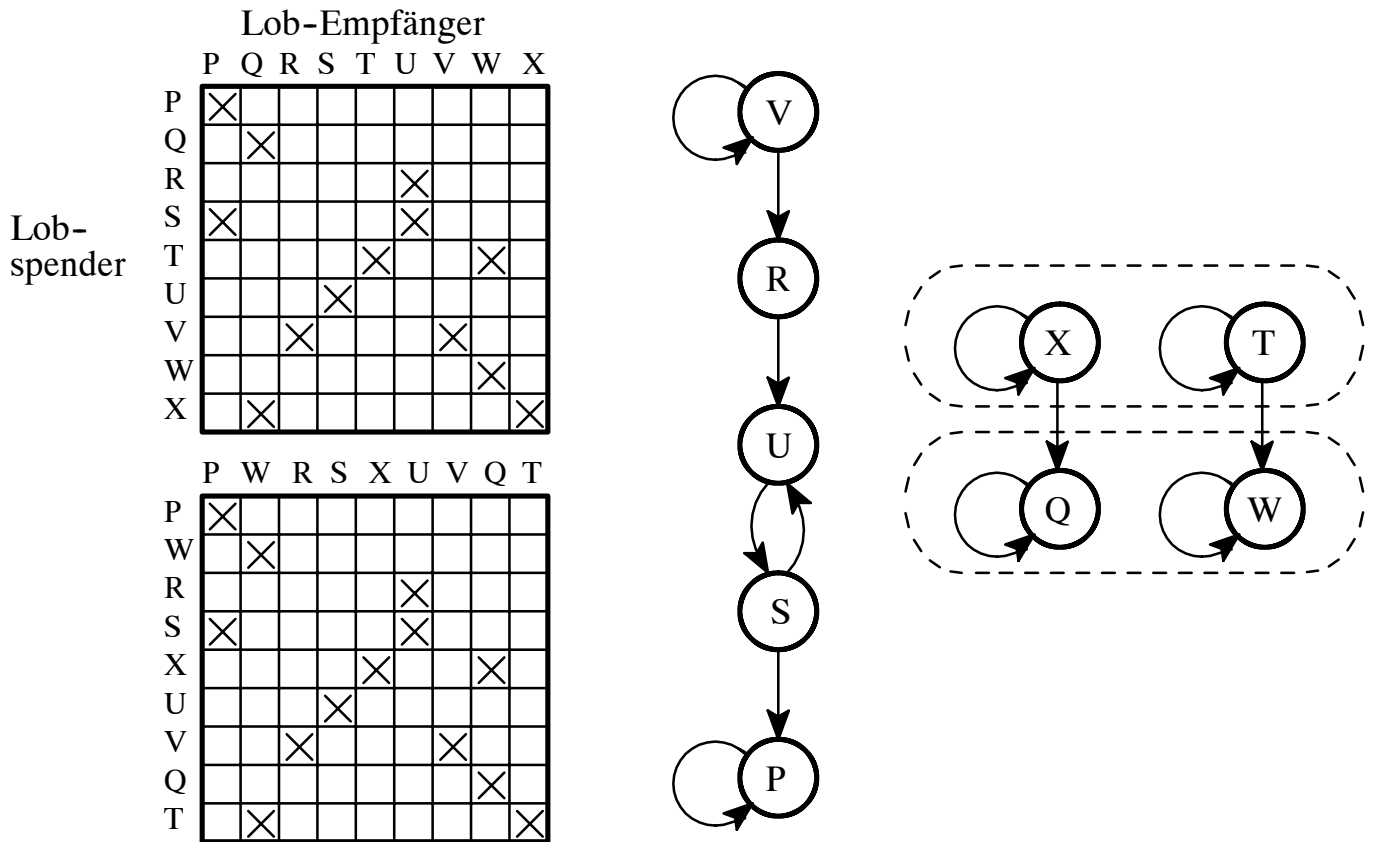 Lob-Empfänger
P Q R S T U V W X
P
Q
R
S
T
U
V
W
X
Lob-
spender
P W R S X U V Q T
P
W
R
S
X
U
V
Q
T
V
R
U
S
P
X T
Q W